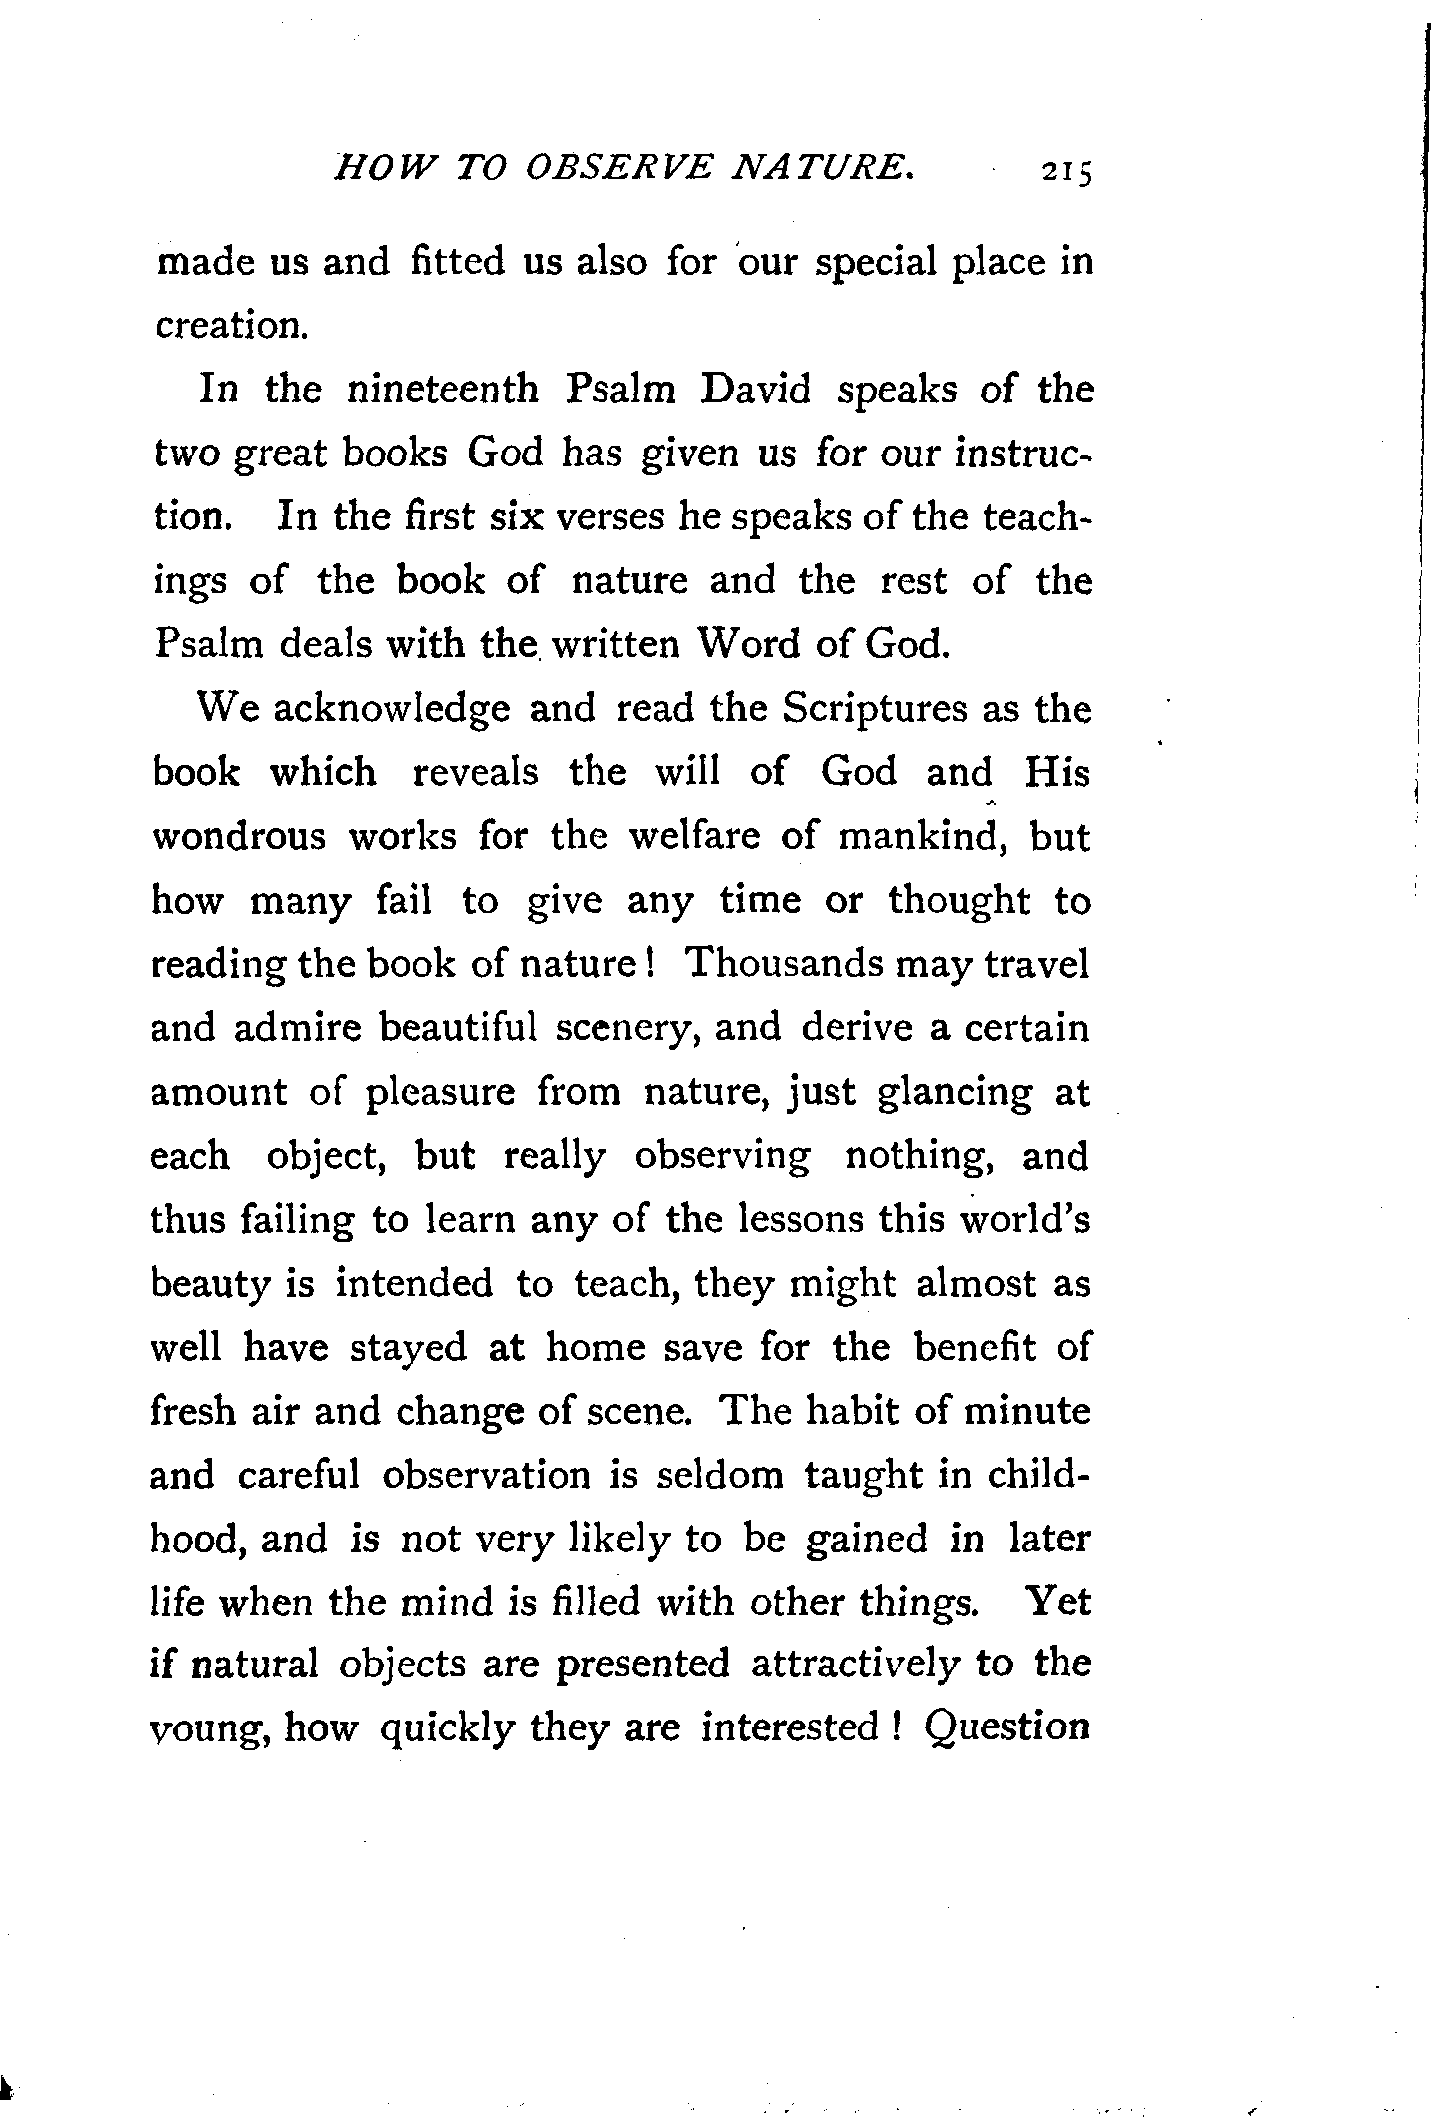 HOW TO OBSERVE NATURE. 215
made us and fitted us also for our special place in
creation.
In the nineteenth Psalm David speaks of the
two great books God has given us for our instruc-
tion. In the first six verses he speaks of the teach-
ings of the book of nature and the rest of the
Psalm deals with the written Word of God.
We acknowledge and read the Scriptures as the
book which reveals the will of God and His
wondrous works for the welfare of mankind, but
how many fail to give any time or thought to
reading the book of nature! Thousands may travel
and admire beautiful scenery, and derive a certain
amount of pleasure from nature, just glancing at
each object, but really observing nothing, and
thus failing to learn any of the lessons this world's
beauty is intended to teach, they might almost as
well have stayed at home save for the benefit of
fresh air and change of scene. The habit of minute
and careful observation is seldom taught in child-
hood, and is not very likely to be gained in later
life when the mind is filled with other things. Yet
if natural objects are presented attractively to the
young, how quickly they are interested! Question